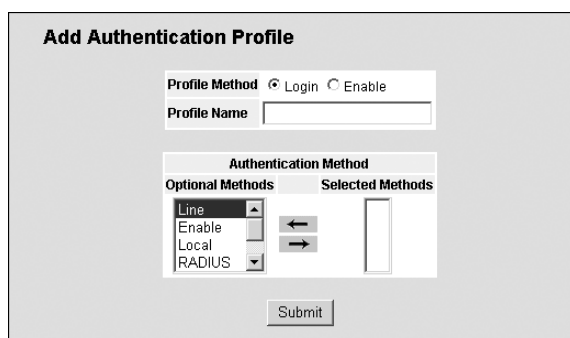 Add Authentication Profile
Profile Method Login Enable
Profile Name
Authentication Method
Optional Methods Selected Methods
Line
Enable
Local
RADIUS
Submit